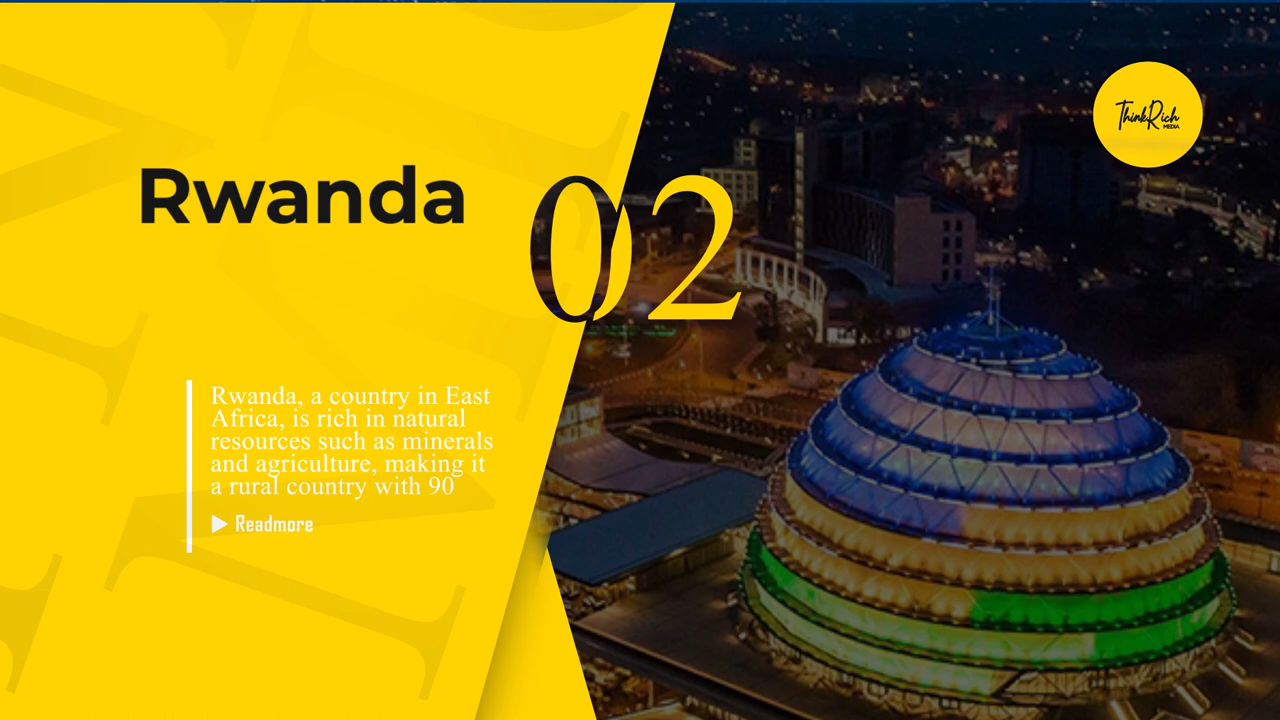 Rwanda
02
ThinkRich
MEDIA
Rwanda, a country in East
Africa, is rich in natural
resources such as minerals
and agriculture, making it
a rural country with 90
Readmore